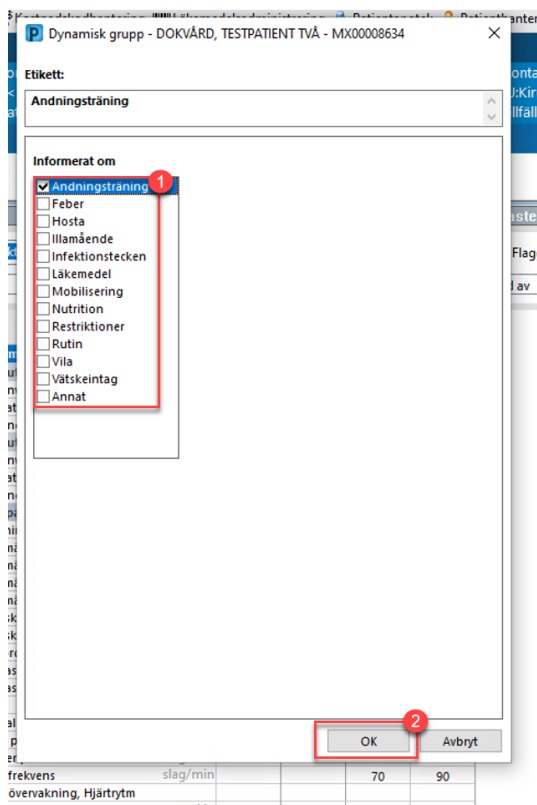 Dynamisk grupp - DOKVÅRD, TESTPATIENT TVÅ - MX00008634
Etikett:
Andningsträning
Informerat om
Andningsträning
1
Feber
Hosta
Illamående
Infektionstecken
Läkemedel
Mobilisering
Nutrition
Restriktioner
Rutin
Vila
Vätskeintag
Annat
2
OK
Avbryt
frekvens slag/min 70 90
övervakning, Hjärtrytm